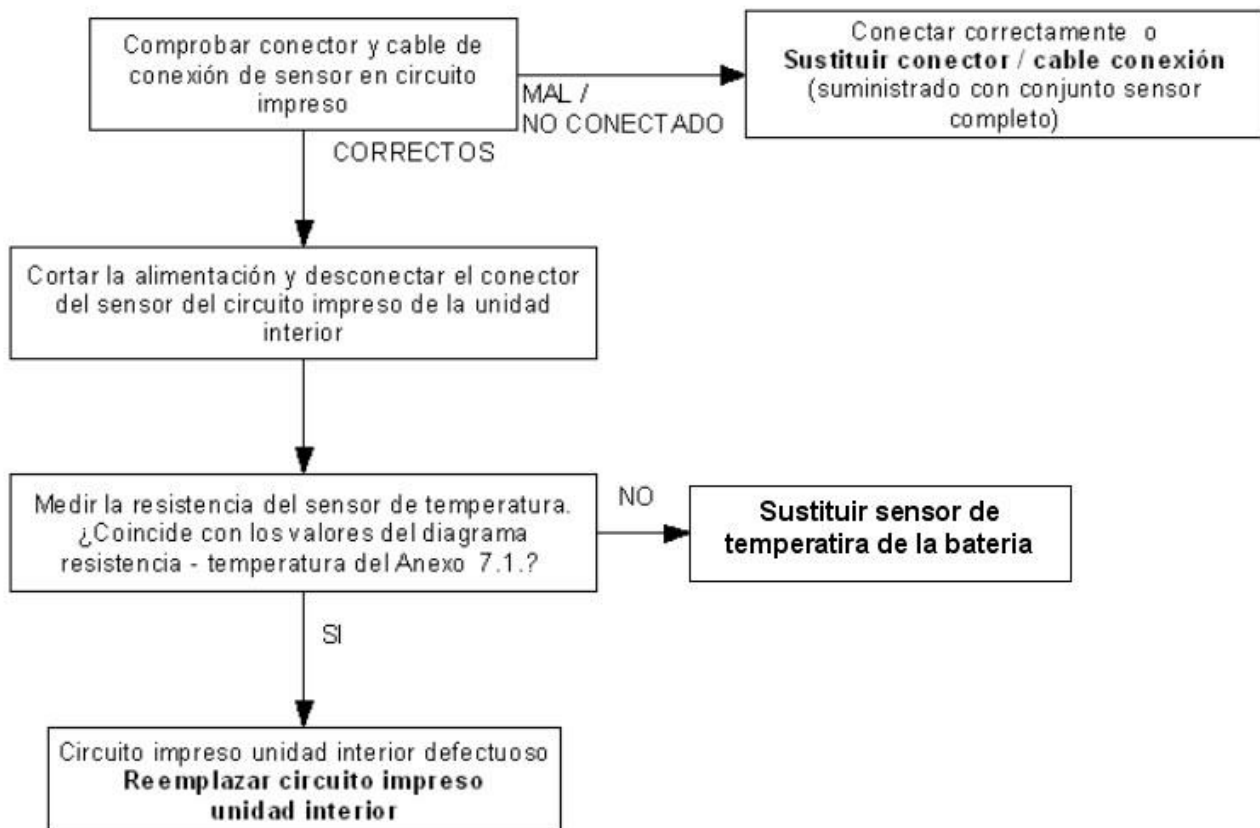 Comprobar conector y cable de
conexión de sensor en circuito
impreso
Conectar correctamente o
Sustituir conector / cable conexión
(suministrado con conjunto sensor
completo)
MAL /
NO CONECTADO
CORRECTOS
Cortar la alimentación y desconectar el conector
del sensor del circuito impreso de la unidad
interior
Medir la resistencia del sensor de temperatura.
¿Coincide con los valores del diagrama
resistencia - temperatura del Anexo 7.1.?
NO
Sustituir sensor de
temperatira de la bateria
SI
Circuito impreso unidad interior defectuoso
Reemplazar circuito impreso
unidad interior